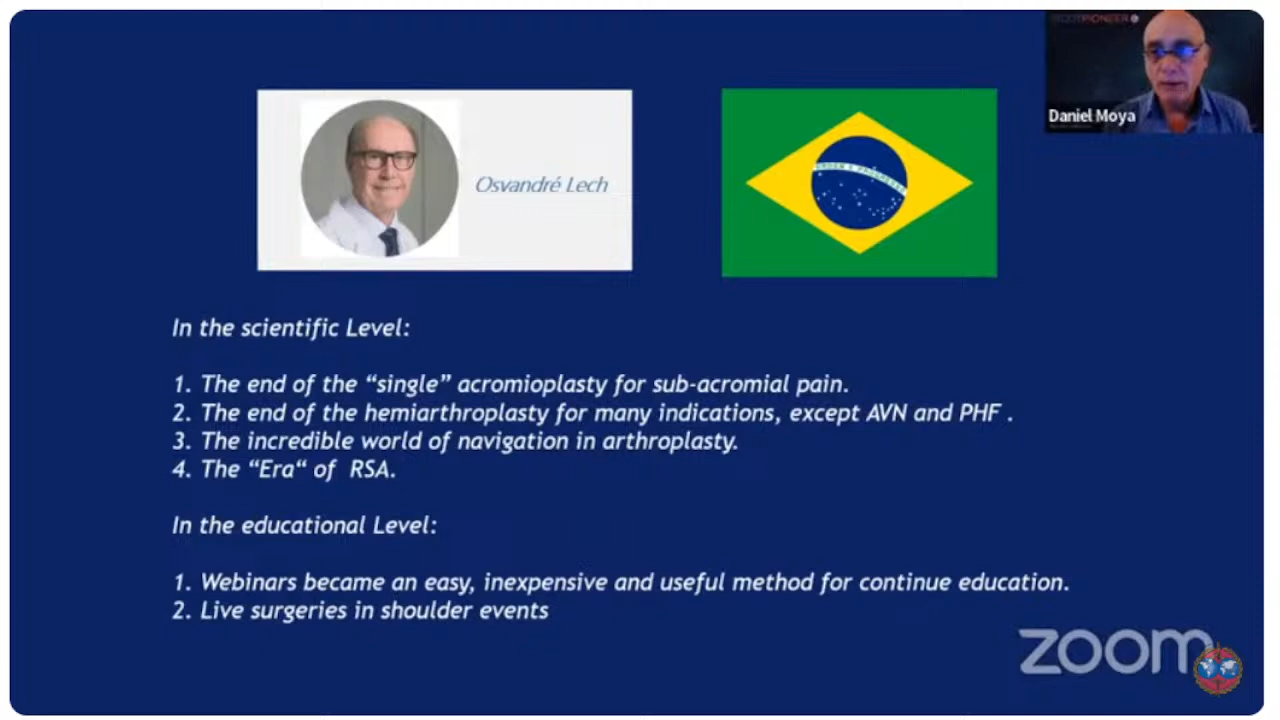 PIONEER
Daniel Moya
Osvandré Lech
In the scientific Level:
1. The end of the “single” acromioplasty for sub-acromial pain.
2. The end of the hemiarthroplasty for many indications, except AVN and PHF .
3. The incredible world of navigation in arthroplasty.
4. The “Era“ of RSA.
In the educational Level:
1. Webinars became an easy, inexpensive and useful method for continue education.
2. Live surgeries in shoulder events
zoom